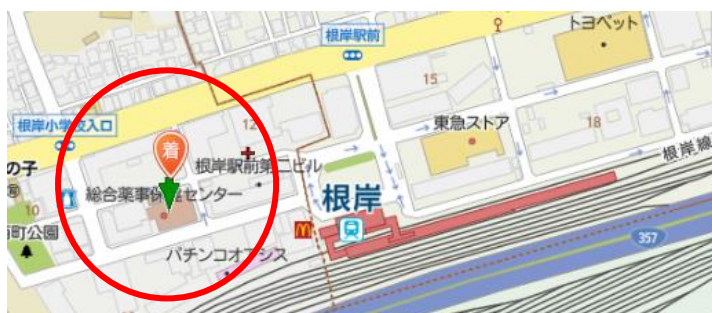 根岸駅前
トヨペット
15
根岸小学校入口
着
12
東急ストア
18
の子
根岸駅前第二ビル
根岸線
総合薬事保健センター
10
根岸
町公園
パチンコオアシス
357